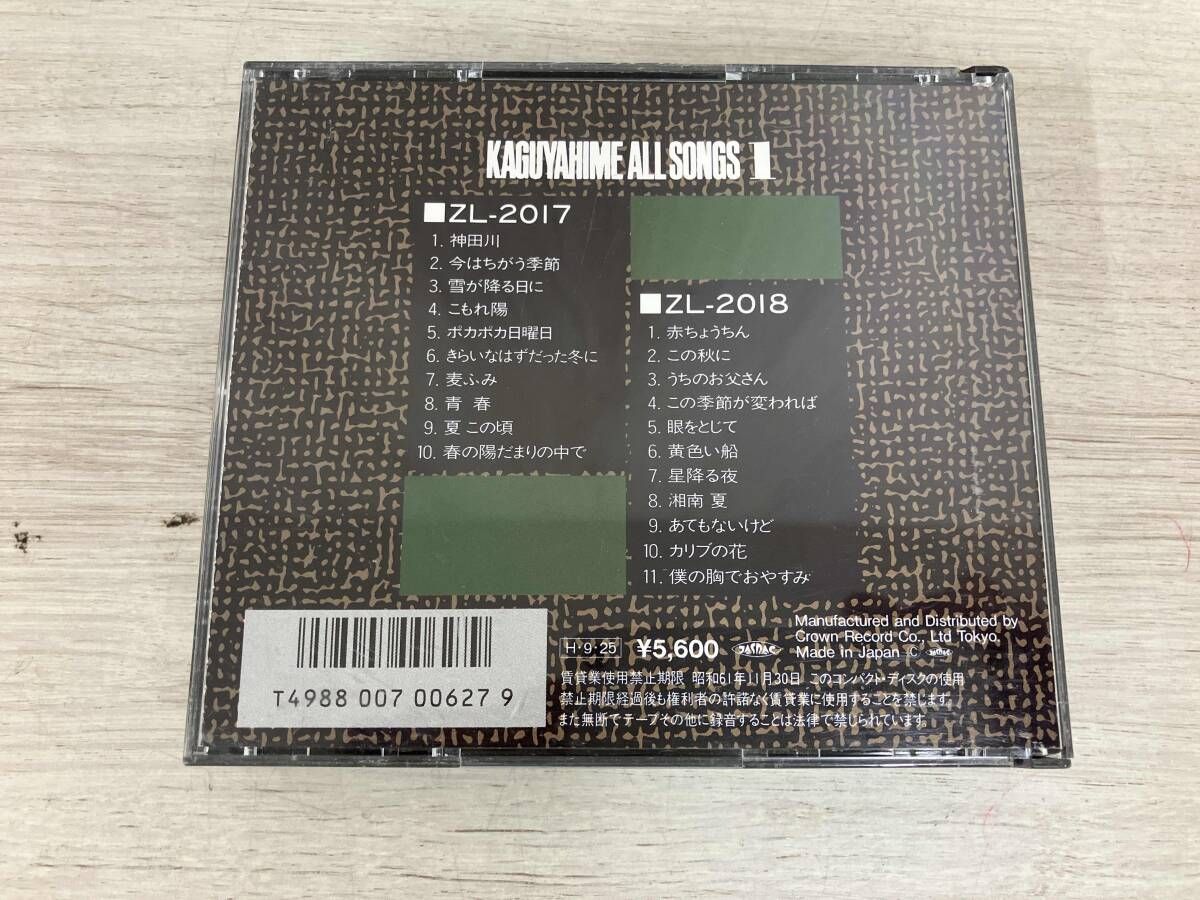 KAGUYAHIME ALL SONGS 1
■ZL-2017
1. 神田川
2. 今はちがう季節
3. 雪が降る日に
4. こもれ陽
5. ポカポカ日曜日
6. きらいなはずだった冬に
7. 麦ふみ
8. 青 春
9. 夏 この頃
10. 春の陽だまりの中で
■ZL-2018
1. 赤ちょうちん
2. この秋に
3. うちのお父さん
4. この季節が変われば
5. 眼をとじて
6. 黄色い船
7. 星降る夜
8. 湘南 夏
9. あてもないけど
10. カリブの花
11. 僕の胸でおやすみ
T4988 007 00627 9
H・9・25 ¥5,600 JASRAC
Manufactured and Distributed by
Crown Record Co., Ltd Tokyo.
Made in Japan
賃貸業使用禁止期限 昭和61年11月30日 このコンパクト・ディスクの使用
禁止期限経過後も権利者の許諾なく賃貸業に使用することを禁じます。
また無断でテープその他に録音することは法律で禁じられています。